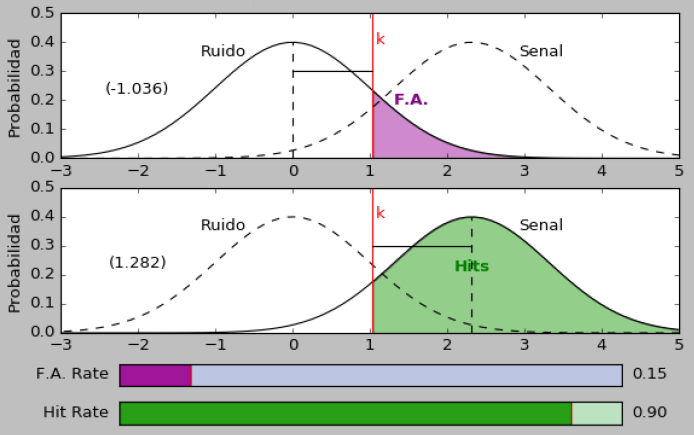 0.5
0.4
0.3
0.2
0.1
0.0
Probabilidad
Ruido
k
Senal
(-1.036)
F.A.
−3 −2 −1 0 1 2 3 4 5
0.5
0.4
0.3
0.2
0.1
0.0
Probabilidad
Ruido
k
Senal
(1.282)
Hits
−3 −2 −1 0 1 2 3 4 5
F.A. Rate 0.15
Hit Rate 0.90